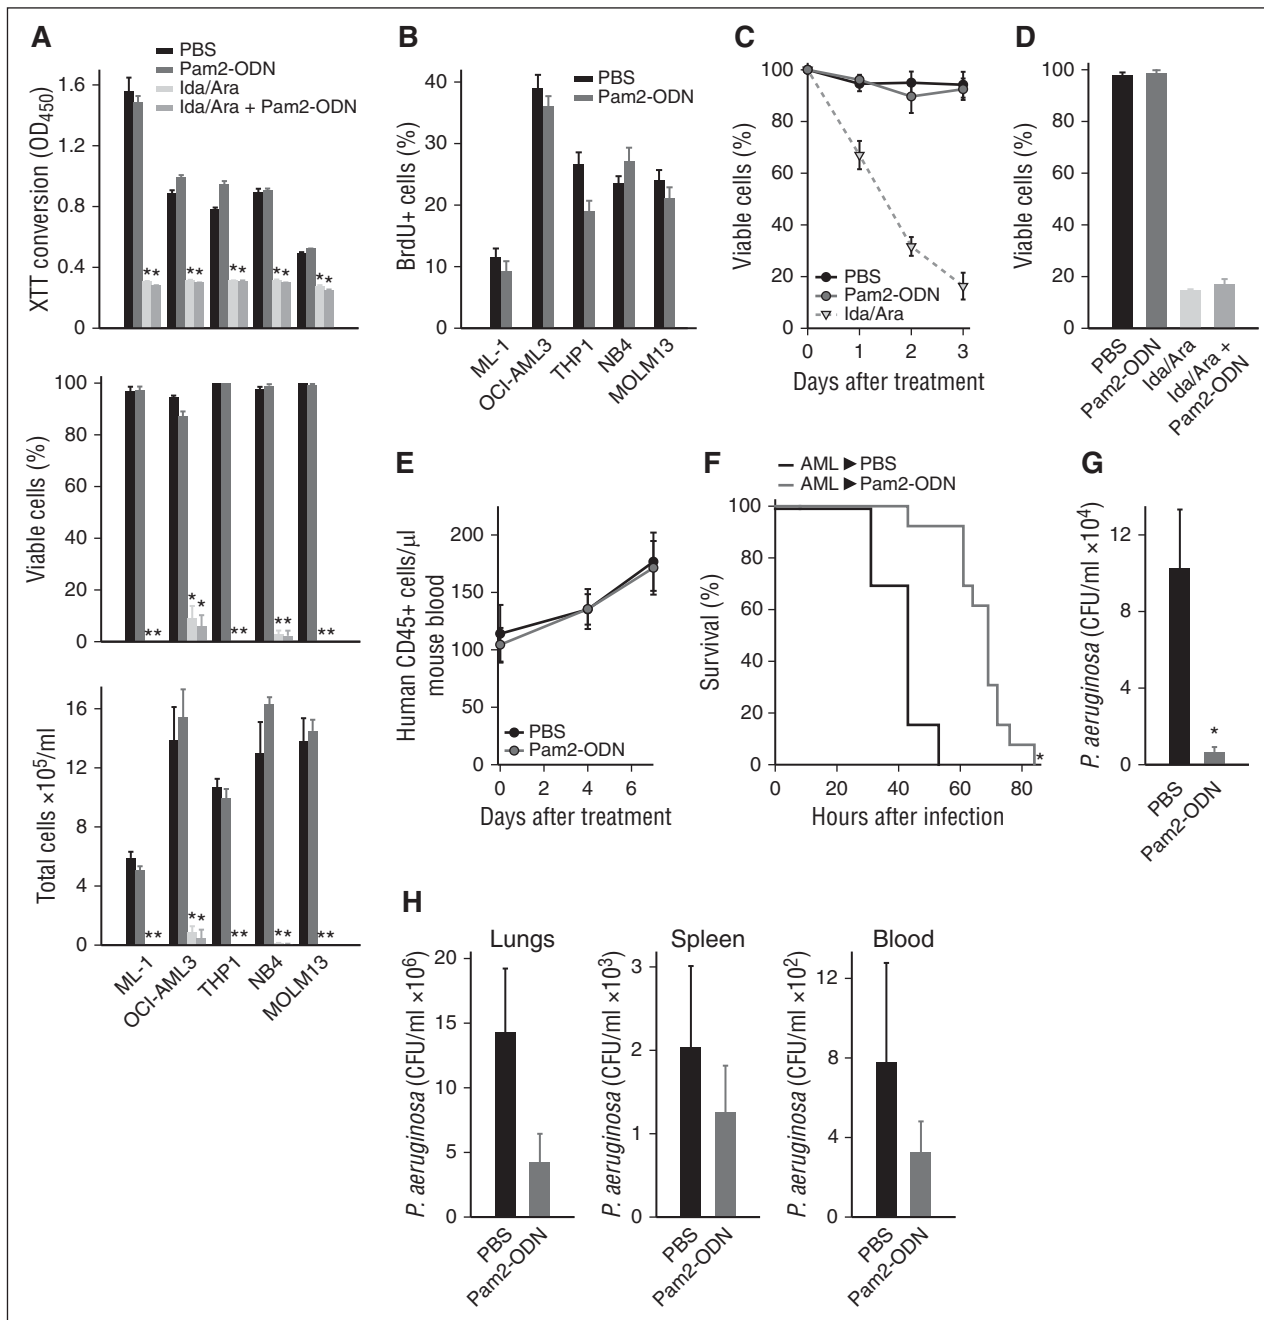 A
PBS
Pam2-ODN
Ida/Ara
Ida/Ara + Pam2-ODN
XTT conversion (OD450)
1.6
1.2
0.8
0.4
0
** ** ** ** **
Viable cells (%)
100
80
60
40
20
0
** ** ** ** **
Total cells ×10⁵/ml
16
12
8
4
0
** ** ** ** **
ML-1
OCI-AML3
THP1
NB4
MOLM13
B
PBS
Pam2-ODN
BrdU+ cells (%)
40
30
20
10
0
ML-1
OCI-AML3
THP1
NB4
MOLM13
C
Viable cells (%)
100
80
60
40
20
0
PBS
Pam2-ODN
Ida/Ara
0 1 2 3
Days after treatment
D
Viable cells (%)
100
80
60
40
20
0
PBS
Pam2-ODN
Ida/Ara
Ida/Ara +
Pam2-ODN
E
Human CD45+ cells/µl
mouse blood
200
150
100
50
0
PBS
Pam2-ODN
0 2 4 6
Days after treatment
F
AML ▶ PBS
AML ▶ Pam2-ODN
Survival (%)
100
80
60
40
20
0
*
0 20 40 60 80
Hours after infection
G
P. aeruginosa (CFU/ml ×10⁴)
12
8
4
0
*
PBS
Pam2-ODN
H
Lungs
P. aeruginosa (CFU/ml ×10⁶)
20
15
10
5
0
PBS
Pam2-ODN
Spleen
P. aeruginosa (CFU/ml ×10³)
3
2
1
0
PBS
Pam2-ODN
Blood
P. aeruginosa (CFU/ml ×10²)
12
8
4
0
PBS
Pam2-ODN